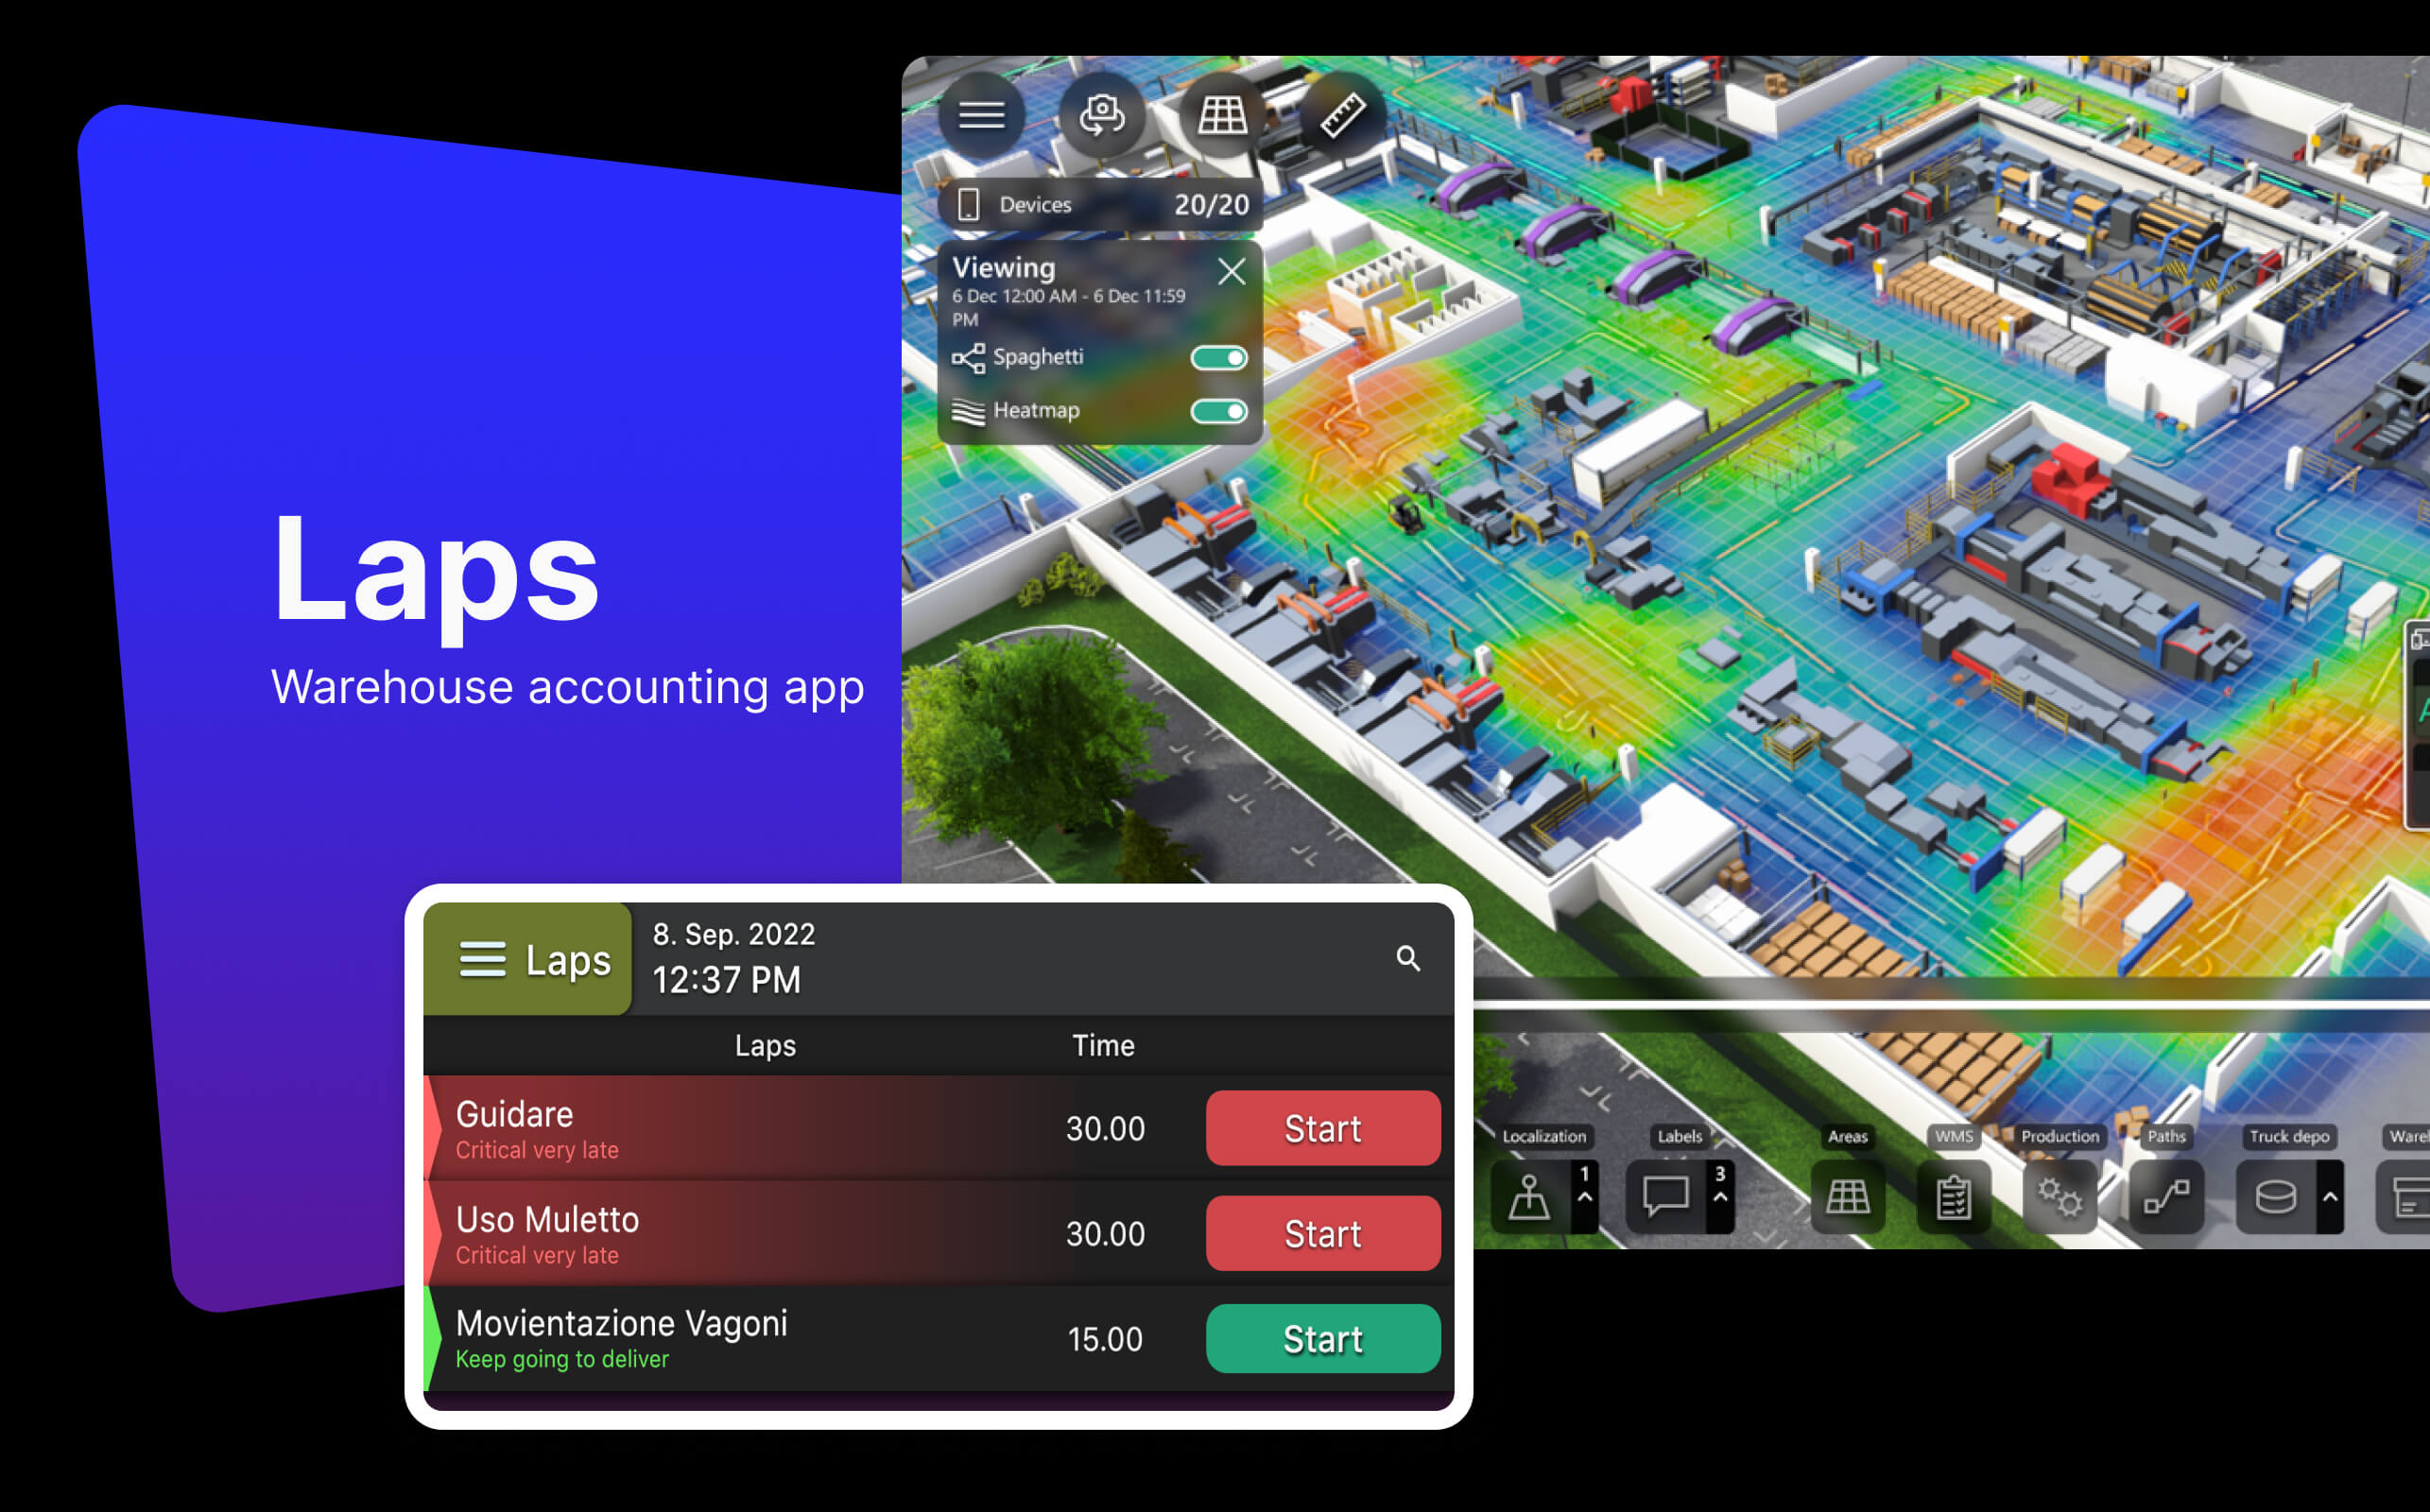 Laps
Warehouse accounting app
Devices 20/20
Viewing
6 Dec 12:00 AM - 6 Dec 11:59
PM
Spaghetti
Heatmap
Laps
8. Sep. 2022
12:37 PM
Laps Time
Guidare
Critical very late
30.00
Start
Uso Muletto
Critical very late
30.00
Start
Movientazione Vagoni
Keep going to deliver
15.00
Start
Localization
1
Labels
3
Areas
WMS
Production
Paths
Truck depo